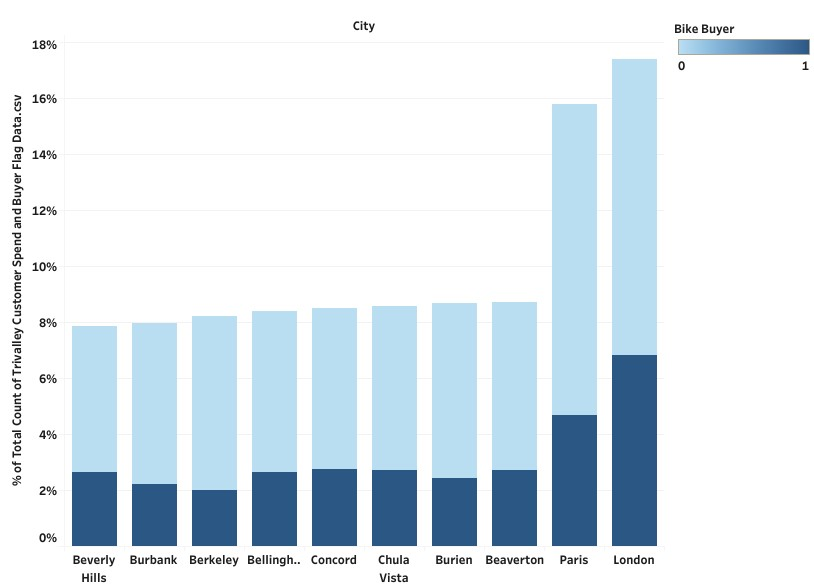 City
Bike Buyer
0 1
% of Total Count of Trivalley Customer Spend and Buyer Flag Data.csv
18%
16%
14%
12%
10%
8%
6%
4%
2%
0%
Beverly Hills
Burbank
Berkeley
Bellingh..
Concord
Chula Vista
Burien
Beaverton
Paris
London